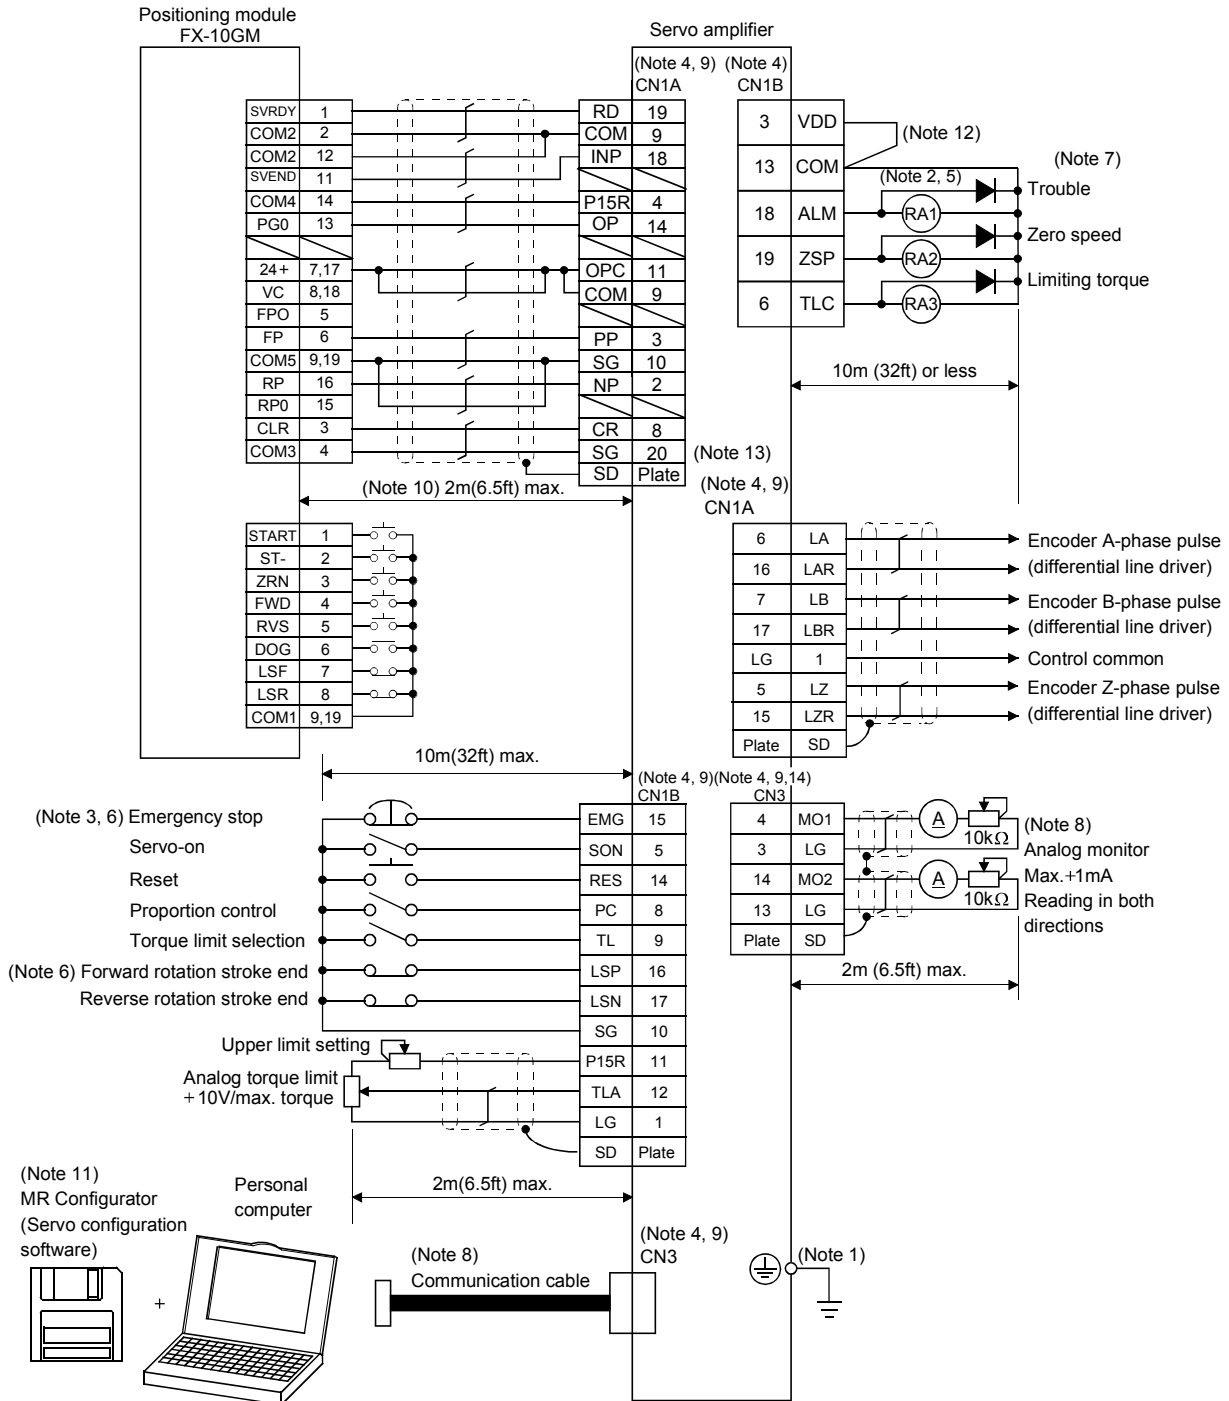 Positioning module
FX-10GM
Servo amplifier
(Note 4, 9) (Note 4)
CN1A CN1B
SVRDY 1
COM2 2
COM2 12
SVEND 11
COM4 14
PG0 13
24+ 7,17
VC 8,18
FPO 5
FP 6
COM5 9,19
RP 16
RP0 15
CLR 3
COM3 4
RD 19
COM 9
INP 18
P15R 4
OP 14
OPC 11
COM 9
PP 3
SG 10
NP 2
CR 8
SG 20
SD Plate
(Note 13)
(Note 10) 2m(6.5ft) max.
3 VDD
13 COM
18 ALM
19 ZSP
6 TLC
(Note 12)
(Note 7)
(Note 2, 5)
Trouble
RA1
Zero speed
RA2
Limiting torque
RA3
10m (32ft) or less
START 1
ST- 2
ZRN 3
FWD 4
RVS 5
DOG 6
LSF 7
LSR 8
COM1 9,19
(Note 4, 9)
CN1A
6 LA
16 LAR
7 LB
17 LBR
LG 1
5 LZ
15 LZR
Plate SD
Encoder A-phase pulse
(differential line driver)
Encoder B-phase pulse
(differential line driver)
Control common
Encoder Z-phase pulse
(differential line driver)
10m(32ft) max.
(Note 4, 9)(Note 4, 9,14)
CN1B CN3
(Note 3, 6) Emergency stop
Servo-on
Reset
Proportion control
Torque limit selection
(Note 6) Forward rotation stroke end
Reverse rotation stroke end
Upper limit setting
Analog torque limit
+10V/max. torque
EMG 15
SON 5
RES 14
PC 8
TL 9
LSP 16
LSN 17
SG 10
P15R 11
TLA 12
LG 1
SD Plate
4 MO1
3 LG
14 MO2
13 LG
Plate SD
A
10kΩ
A
10kΩ
(Note 8)
Analog monitor
Max.+1mA
Reading in both
directions
2m (6.5ft) max.
2m(6.5ft) max.
(Note 11)
MR Configurator
(Servo configuration
software)
+
Personal
computer
(Note 8)
Communication cable
(Note 4, 9)
CN3
(Note 1)